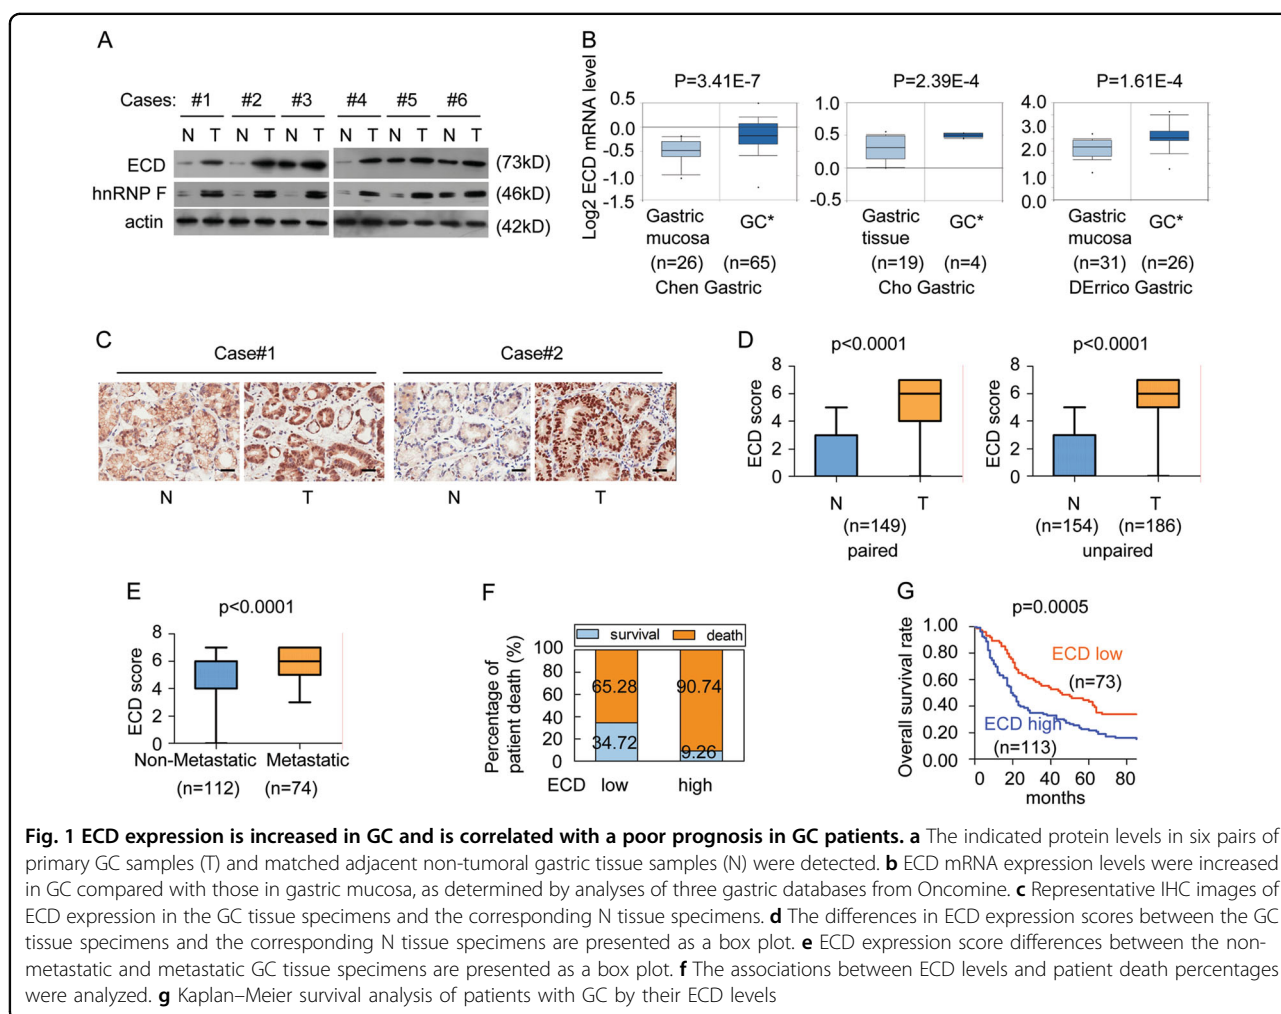 A
Cases: #1 #2 #3 #4 #5 #6
N T N T N T N T N T N T
ECD (73kD)
hnRNP F (46kD)
actin (42kD)
B
Log2 ECD mRNA level
P=3.41E-7
0.5
0.0
-0.5
-1.0
-1.5
Gastric mucosa
GC*
(n=26) (n=65)
Chen Gastric
P=2.39E-4
1.0
0.5
0.0
-0.5
Gastric tissue
GC*
(n=19) (n=4)
Cho Gastric
P=1.61E-4
4.0
3.0
2.0
1.0
0.0
Gastric mucosa
GC*
(n=31) (n=26)
DErrico Gastric
C
Case#1 Case#2
N T N T
D
p<0.0001
ECD score
8
6
4
2
0
N T
(n=149)
paired
p<0.0001
ECD score
8
6
4
2
0
N T
(n=154) (n=186)
unpaired
E
p<0.0001
ECD score
8
6
4
2
0
Non-Metastatic Metastatic
(n=112) (n=74)
F
survival death
Percentage of
patient death (%)
100
80
60
40
20
0
65.28 90.74
34.72 9.26
ECD low high
G
p=0.0005
Overall survival rate
1.00
0.80
0.60
0.40
0.20
0.00
ECD low
(n=73)
ECD high
(n=113)
0 20 40 60 80
months
Fig. 1 ECD expression is increased in GC and is correlated with a poor prognosis in GC patients. a The indicated protein levels in six pairs of
primary GC samples (T) and matched adjacent non-tumoral gastric tissue samples (N) were detected. b ECD mRNA expression levels were increased
in GC compared with those in gastric mucosa, as determined by analyses of three gastric databases from Oncomine. c Representative IHC images of
ECD expression in the GC tissue specimens and the corresponding N tissue specimens. d The differences in ECD expression scores between the GC
tissue specimens and the corresponding N tissue specimens are presented as a box plot. e ECD expression score differences between the non-
metastatic and metastatic GC tissue specimens are presented as a box plot. f The associations between ECD levels and patient death percentages
were analyzed. g Kaplan–Meier survival analysis of patients with GC by their ECD levels